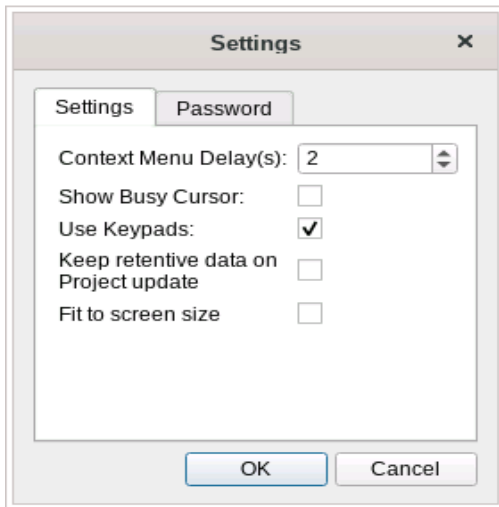 Settings
Settings Password
Context Menu Delay(s): 2
Show Busy Cursor:
Use Keypads:
Keep retentive data on
Project update
Fit to screen size
OK Cancel